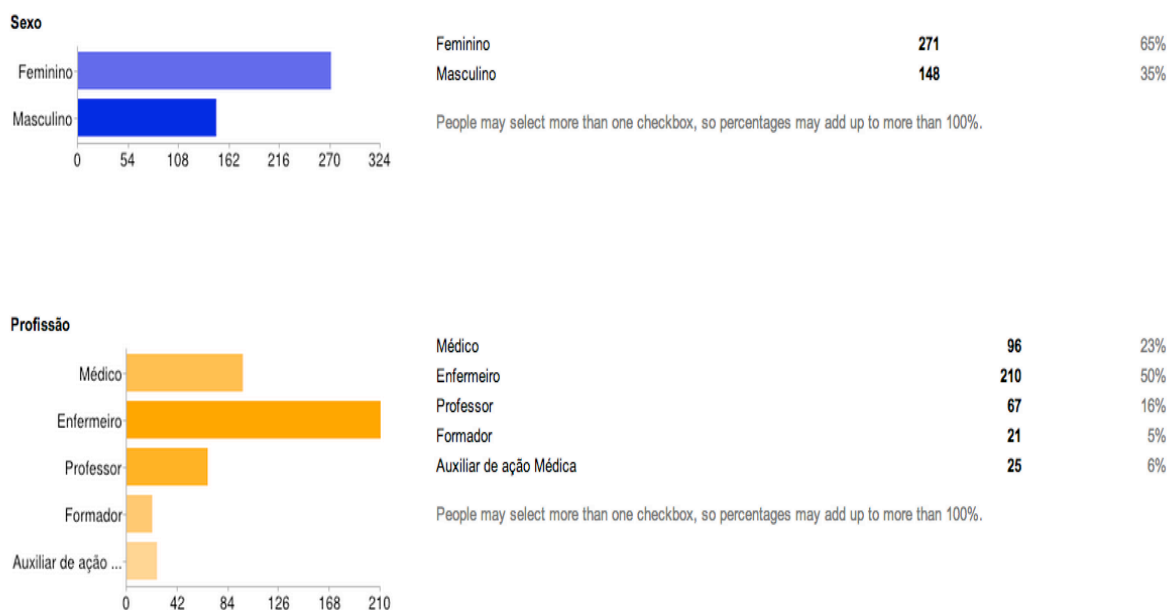 Sexo
Feminino
Masculino
0 54 108 162 216 270 324
Feminino 271 65%
Masculino 148 35%
People may select more than one checkbox, so percentages may add up to more than 100%.
Profissão
Médico
Enfermeiro
Professor
Formador
Auxiliar de ação ...
0 42 84 126 168 210
Médico 96 23%
Enfermeiro 210 50%
Professor 67 16%
Formador 21 5%
Auxiliar de ação Médica 25 6%
People may select more than one checkbox, so percentages may add up to more than 100%.